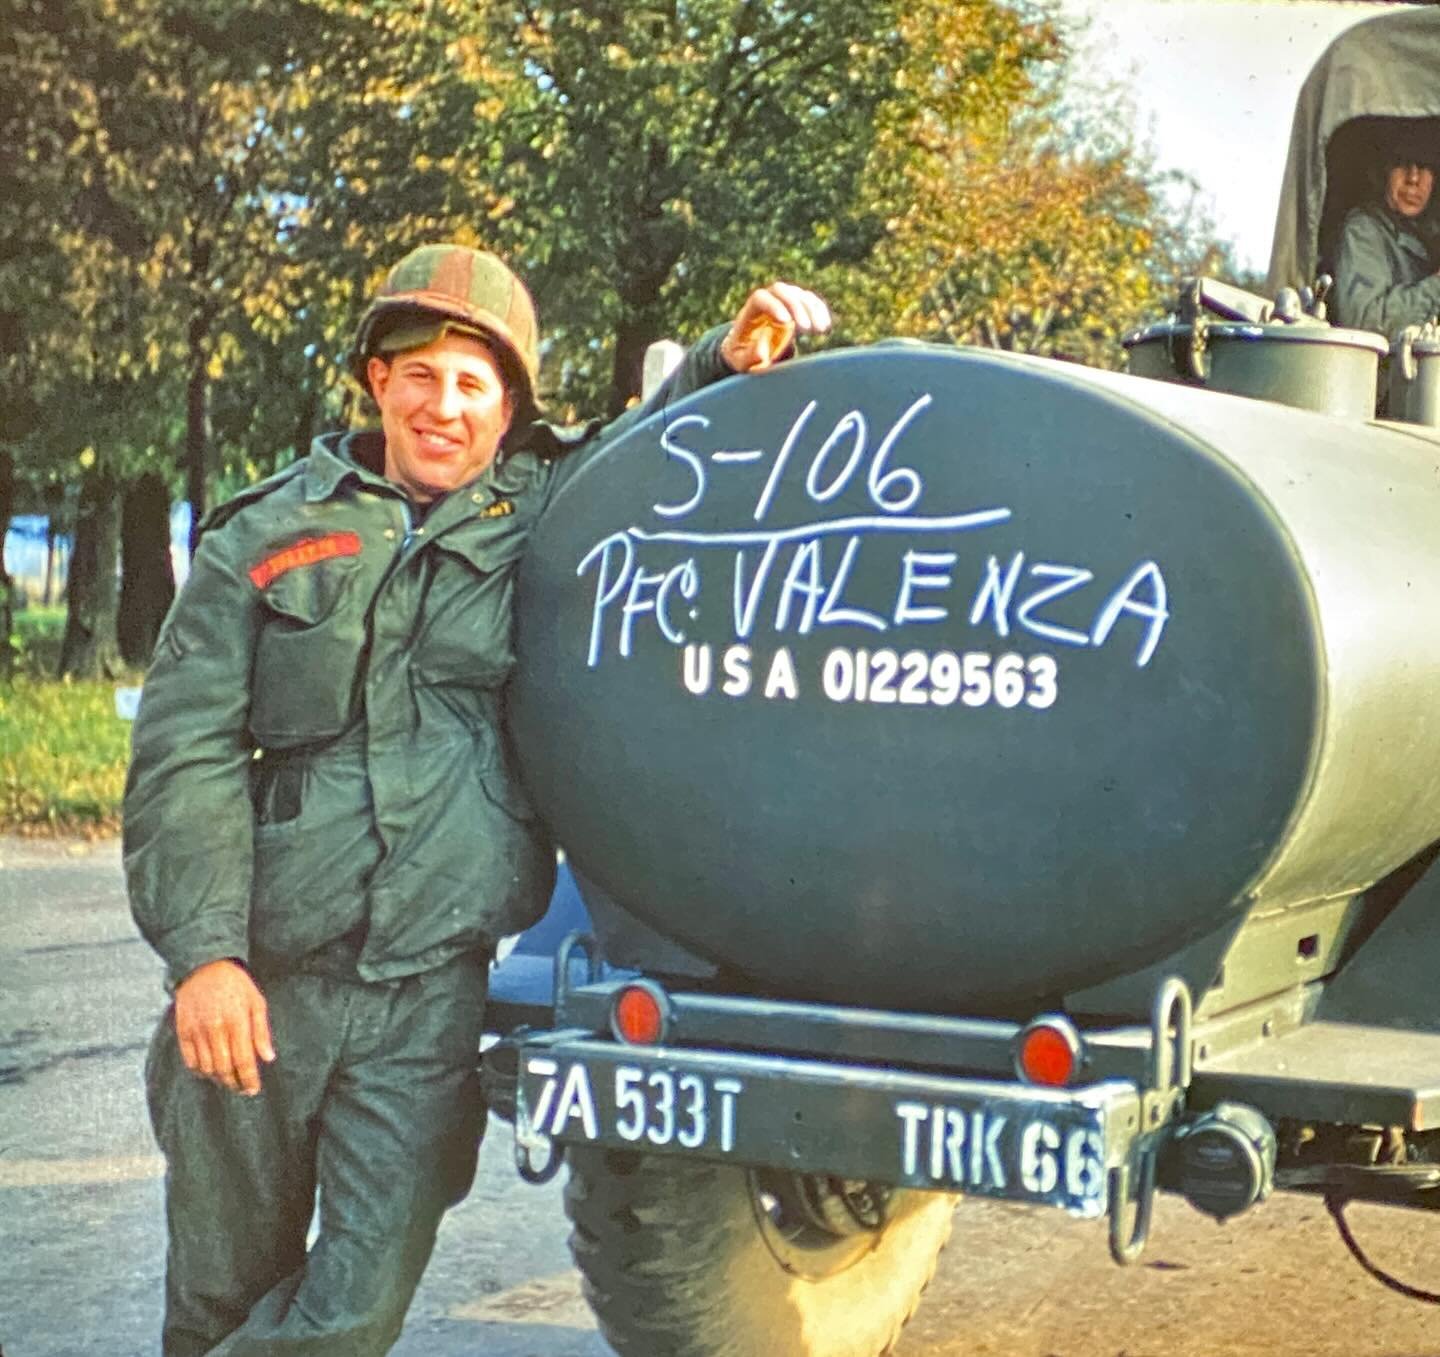 S-106
PFC. VALENZA
USA 01229563
7A 533T TRK 66